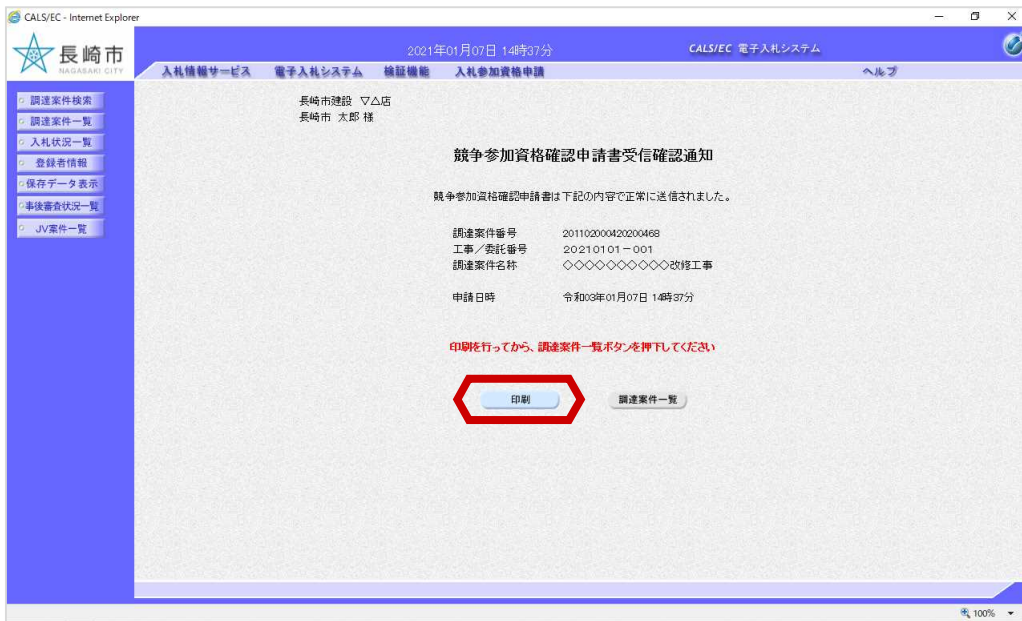 CALS/EC - Internet Explorer
長崎市
NAGASAKI CITY
2021年01月07日 14時37分
CALS/EC 電子入札システム
入札情報サービス 電子入札システム 検証機能 入札参加資格申請 ヘルプ
調達案件検索
調達案件一覧
入札状況一覧
登録者情報
保存データ表示
事後審査状況一覧
JV案件一覧
長崎市建設 ▽△店
長崎市 太郎 様
競争参加資格確認申請書受信確認通知
競争参加資格確認申請書は下記の内容で正常に送信されました。
調達案件番号 201102000420200468
工事／委託番号 20210101－001
調達案件名称 ◇◇◇◇◇◇◇◇◇◇改修工事
申請日時 令和03年01月07日 14時37分
印刷を行ってから、調達案件一覧ボタンを押下してください
印刷 調達案件一覧
100%